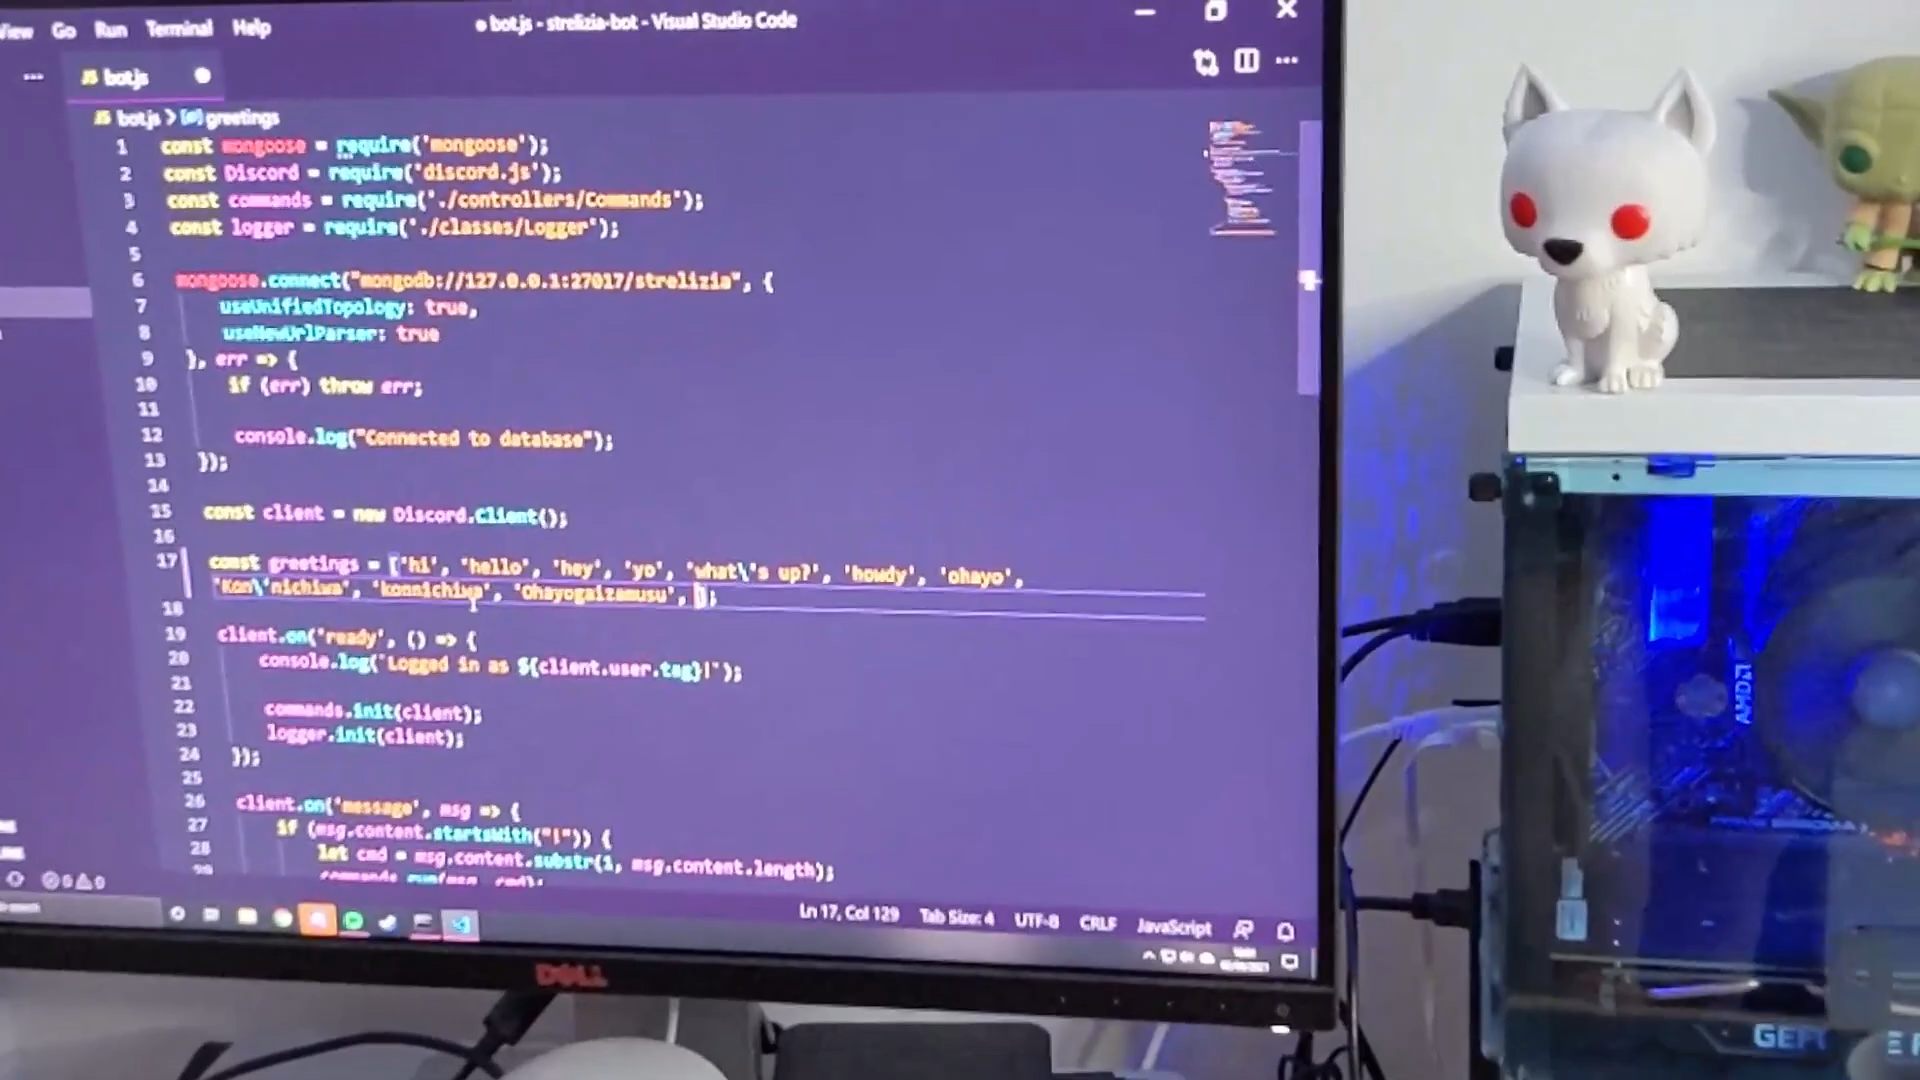 View Go Run Terminal Help
● bot.js - strelizia-bot - Visual Studio Code
JS bot.js
JS bot.js > greetings
1 const mongoose = require('mongoose');
2 const Discord = require('discord.js');
3 const commands = require('./controllers/Commands');
4 const logger = require('./classes/Logger');
5
6 mongoose.connect("mongodb://127.0.0.1:27017/strelizia", {
7 useUnifiedTopology: true,
8 useNewUrlParser: true
9 }, err => {
10 if (err) throw err;
11
12 console.log("Connected to database");
13 });
14
15 const client = new Discord.Client();
16
17 const greetings = ['hi', 'hello', 'hey', 'yo', 'what\'s up?', 'howdy', 'ohayo',
'Kon\'nichiwa', 'konnichiwa', 'Ohayogaizamusu', ];
18
19 client.on('ready', () => {
20 console.log(`Logged in as ${client.user.tag}!`);
21
22 commands.init(client);
23 logger.init(client);
24 });
25
26 client.on('message', msg => {
27 if (msg.content.startsWith("!")) {
28 let cmd = msg.content.substr(1, msg.content.length);
29 commands.run(msg, cmd);
0 0
Ln 17, Col 129 Tab Size: 4 UTF-8 CRLF JavaScript
DELL
AMD